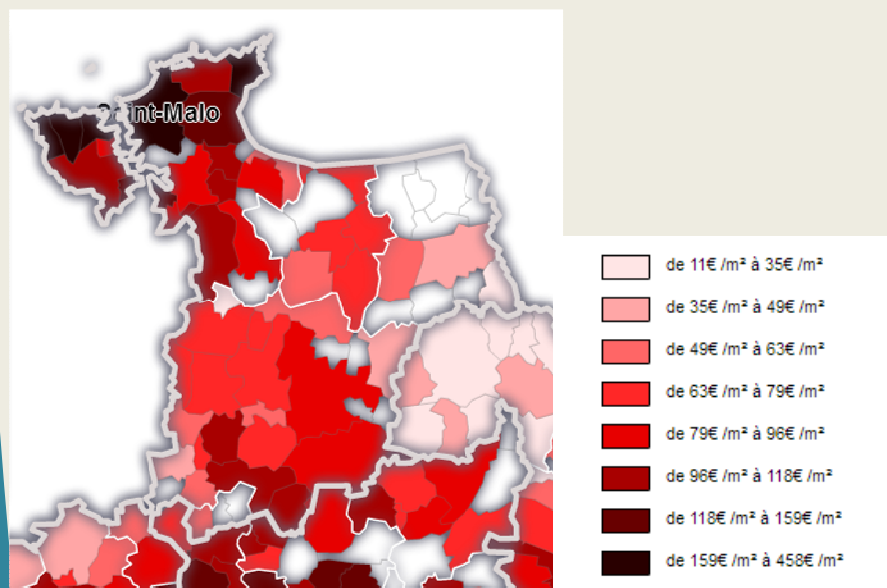 Saint-Malo
de 11€ /m² à 35€ /m²
de 35€ /m² à 49€ /m²
de 49€ /m² à 63€ /m²
de 63€ /m² à 79€ /m²
de 79€ /m² à 96€ /m²
de 96€ /m² à 118€ /m²
de 118€ /m² à 159€ /m²
de 159€ /m² à 458€ /m²